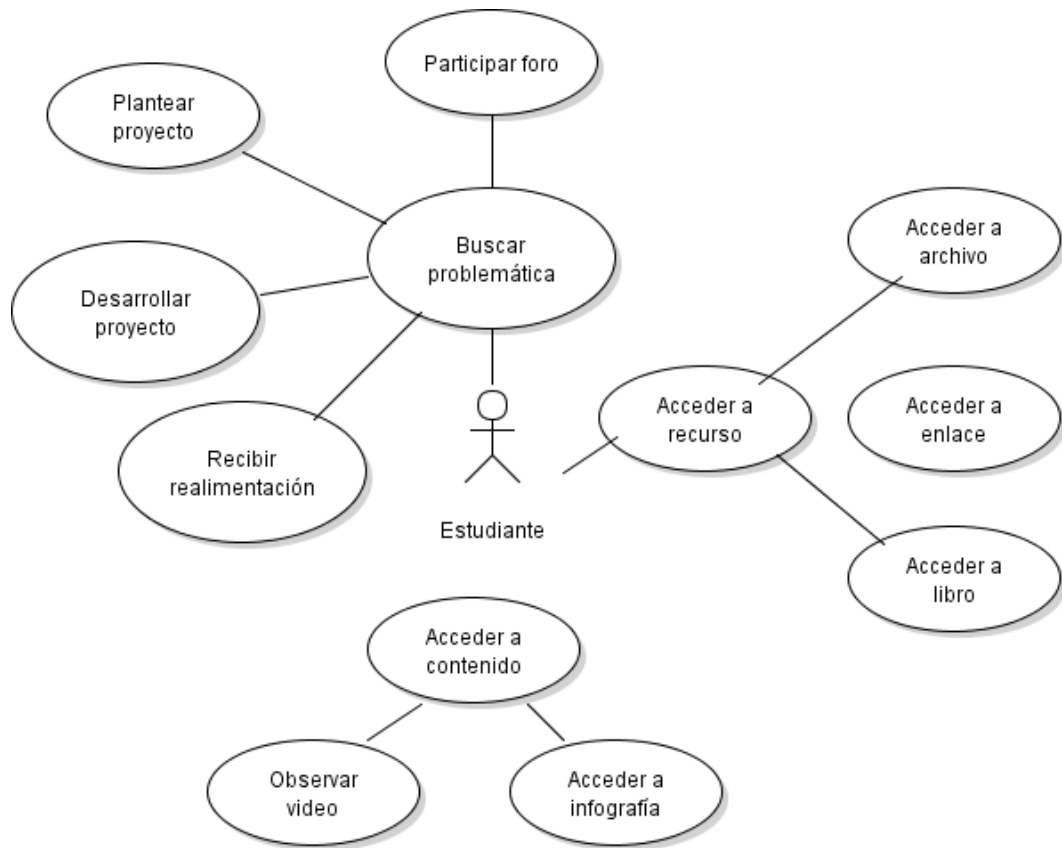 Participar foro
Plantear
proyecto
Buscar
problemática
Acceder a
archivo
Desarrollar
proyecto
Acceder a
recurso
Acceder a
enlace
Recibir
realimentación
Estudiante
Acceder a
libro
Acceder a
contenido
Observar
video
Acceder a
infografía